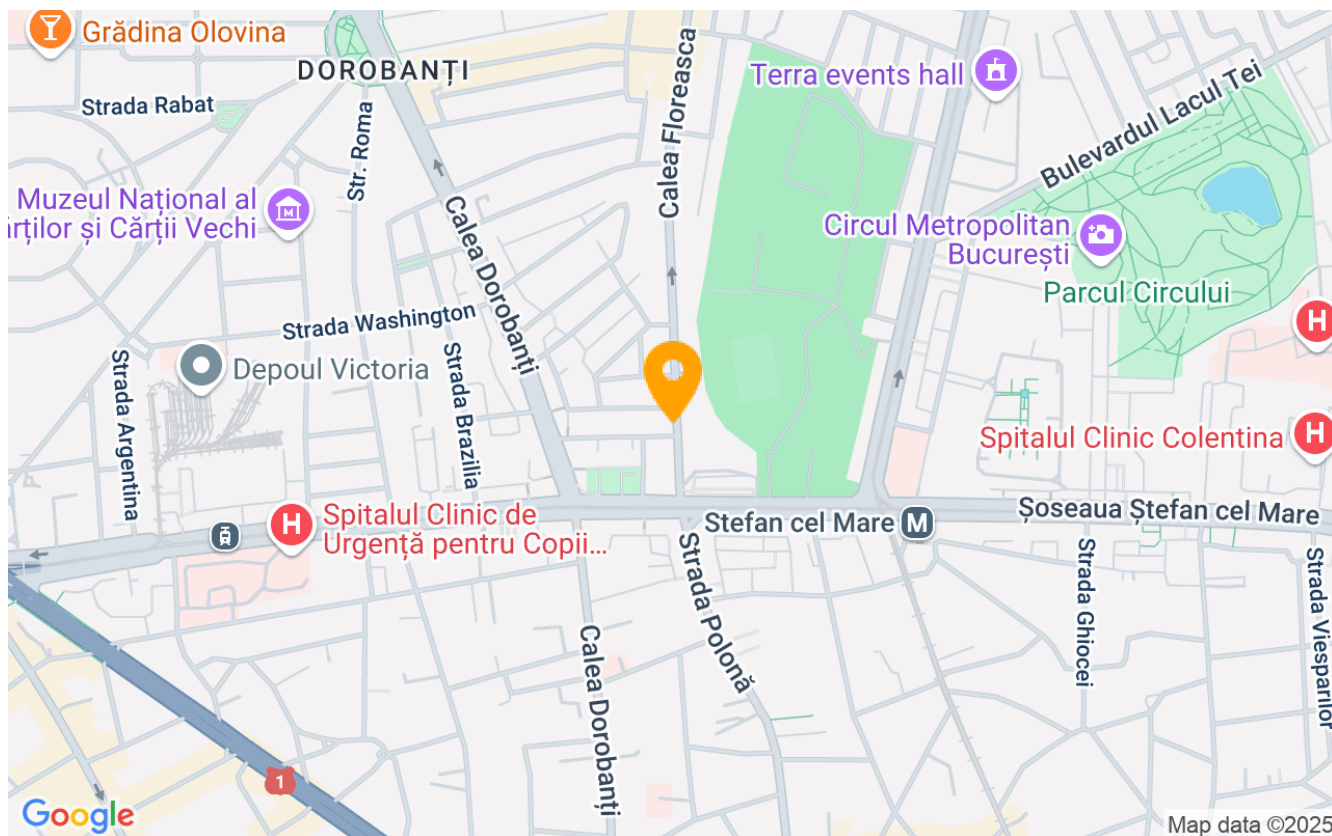 Grădina Olovina
DOROBANȚI
Strada Rabat
Str. Roma
Calea Floreasca
Terra events hall
Bulevardul Lacul Tei
Muzeul Național al
ărților și Cărții Vechi
Calea Dorobanți
Circul Metropolitan
București
Parcul Circului
Strada Washington
Depoul Victoria
Strada Argentina
Strada Brazilia
H
Spitalul Clinic Colentina
H
H
Spitalul Clinic de
Urgență pentru Copii...
Ștefan cel Mare
M
Șoseaua Ștefan cel Mare
Strada Polonă
Strada Ghiocei
Strada Viesparilor
Calea Dorobanți
1
Google
Map data ©2025